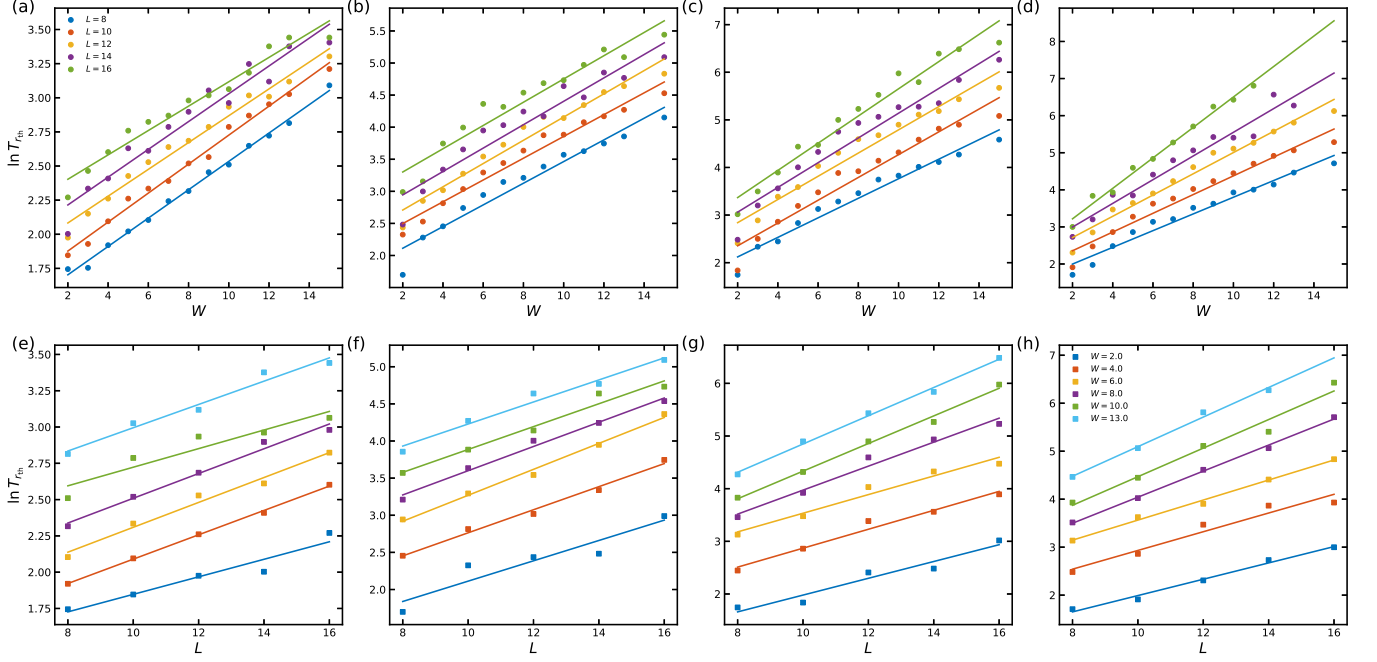 (a)
ln T_{r_th}
3.50
3.25
3.00
2.75
2.50
2.25
2.00
1.75
L = 8
L = 10
L = 12
L = 14
L = 16
2 4 6 8 10 12 14
W
(b)
5.5
5.0
4.5
4.0
3.5
3.0
2.5
2.0
2 4 6 8 10 12 14
W
(c)
7
6
5
4
3
2
2 4 6 8 10 12 14
W
(d)
8
7
6
5
4
3
2
2 4 6 8 10 12 14
W
(e)
ln T_{r_th}
3.50
3.25
3.00
2.75
2.50
2.25
2.00
1.75
8 10 12 14 16
L
(f)
5.0
4.5
4.0
3.5
3.0
2.5
2.0
8 10 12 14 16
L
(g)
6
5
4
3
2
8 10 12 14 16
L
(h)
7
6
5
4
3
2
W = 2.0
W = 4.0
W = 6.0
W = 8.0
W = 10.0
W = 13.0
8 10 12 14 16
L